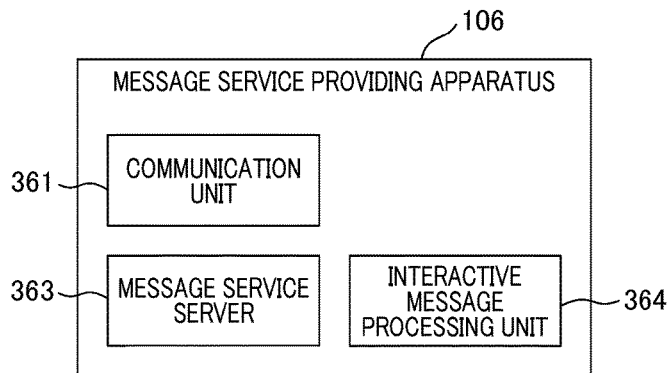 106
MESSAGE SERVICE PROVIDING APPARATUS
361
COMMUNICATION
UNIT
363
MESSAGE SERVICE
SERVER
INTERACTIVE
MESSAGE
PROCESSING UNIT
364